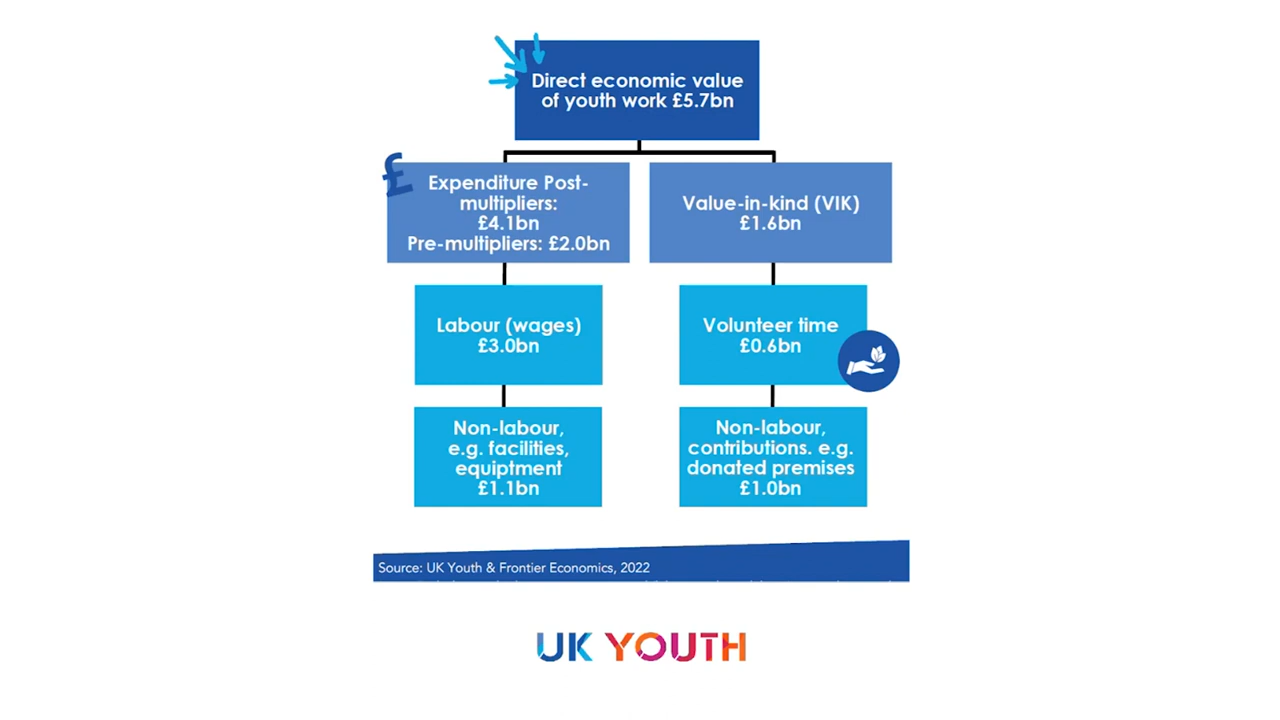 Direct economic value
of youth work £5.7bn
£
Expenditure Post-
multipliers:
£4.1bn
Pre-multipliers: £2.0bn
Value-in-kind (VIK)
£1.6bn
Labour (wages)
£3.0bn
Volunteer time
£0.6bn
Non-labour,
e.g. facilities,
equiptment
£1.1bn
Non-labour,
contributions. e.g.
donated premises
£1.0bn
Source: UK Youth & Frontier Economics, 2022
UK YOUTH